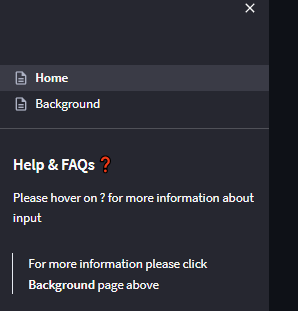 Home
Background
Help & FAQs ❓
Please hover on ? for more information about
input
For more information please click
Background page above